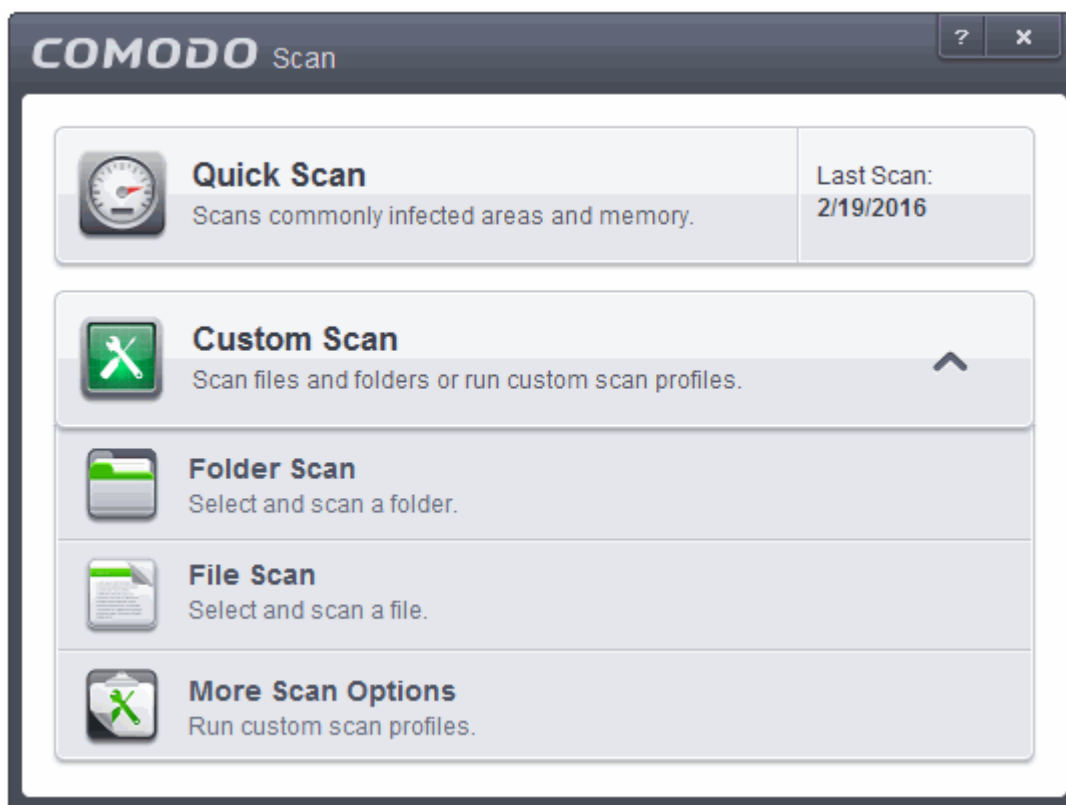 COMODO Scan
? ×
Quick Scan
Scans commonly infected areas and memory.
Last Scan:
2/19/2016
Custom Scan
Scan files and folders or run custom scan profiles.
Folder Scan
Select and scan a folder.
File Scan
Select and scan a file.
More Scan Options
Run custom scan profiles.